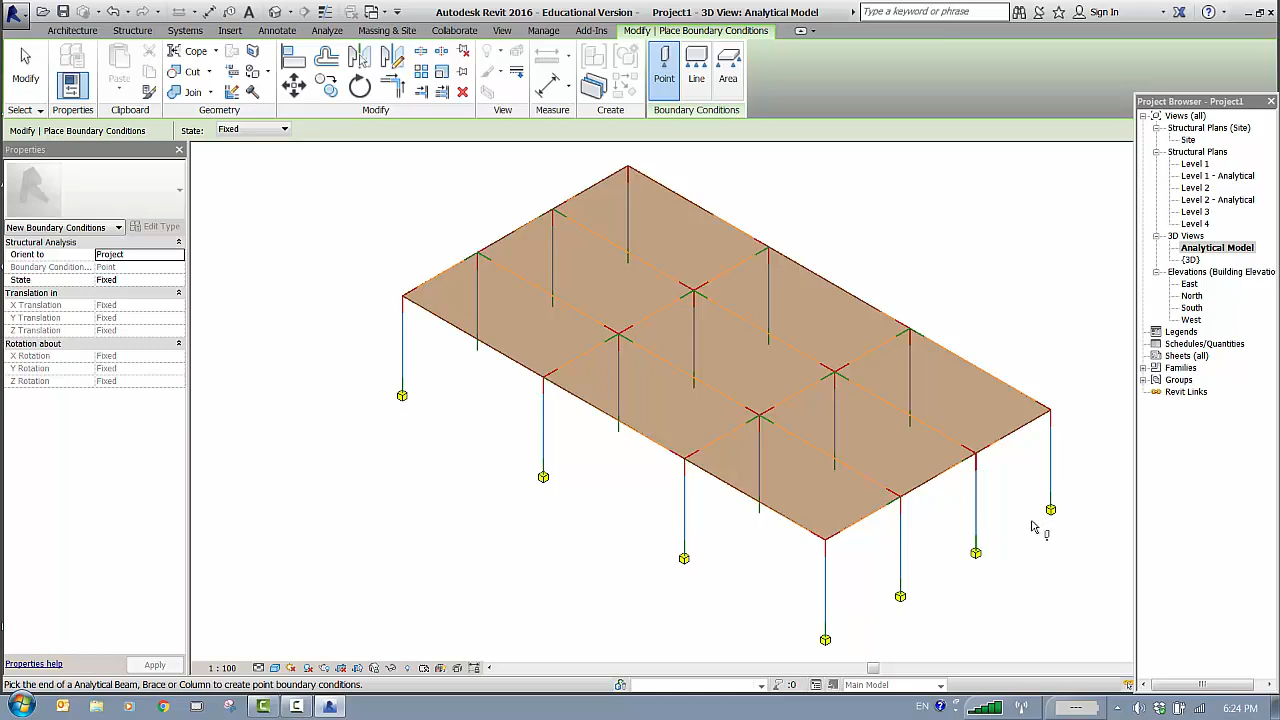 Autodesk Revit 2016 - Educational Version - Project1 - 3D View: Analytical Model
Type a keyword or phrase
Sign In
Architecture Structure Systems Insert Annotate Analyze Massing & Site Collaborate View Manage Add-Ins Modify | Place Boundary Conditions
Modify
Paste
Cope
Cut
Join
Point Line Area
Select Properties Clipboard Geometry Modify View Measure Create Boundary Conditions
Modify | Place Boundary Conditions State: Fixed
Properties
New Boundary Conditions Edit Type
Structural Analysis
Orient to Project
Boundary Condition... Point
State Fixed
Translation in
X Translation Fixed
Y Translation Fixed
Z Translation Fixed
Rotation about
X Rotation Fixed
Y Rotation Fixed
Z Rotation Fixed
Properties help Apply
Project Browser - Project1
Views (all)
Structural Plans (Site)
Site
Structural Plans
Level 1
Level 1 - Analytical
Level 2
Level 2 - Analytical
Level 3
Level 4
3D Views
Analytical Model
{3D}
Elevations (Building Elevatio
East
North
South
West
Legends
Schedules/Quantities
Sheets (all)
Families
Groups
Revit Links
1 : 100
Pick the end of a Analytical Beam, Brace or Column to create point boundary conditions.
:0
Main Model
EN
6:24 PM